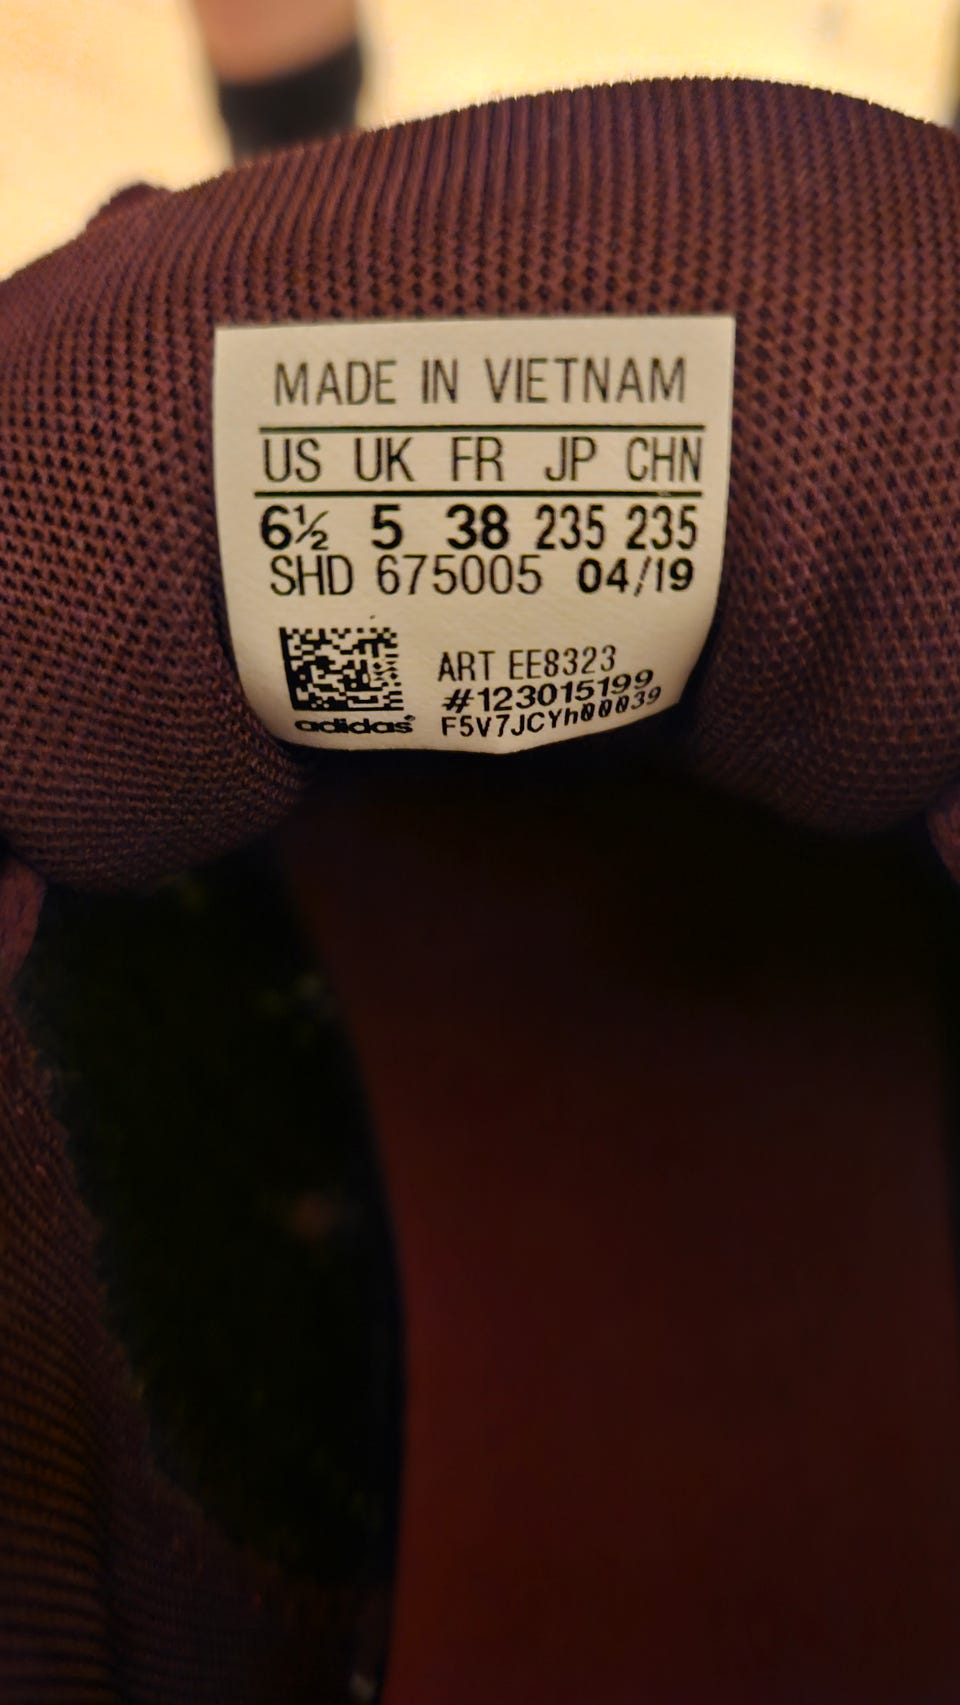 MADE IN VIETNAM
US UK FR JP CHN
6½ 5 38 235 235
SHD 675005 04/19
ART EE8323
#123015199
F5V7JCYh00039
adidas